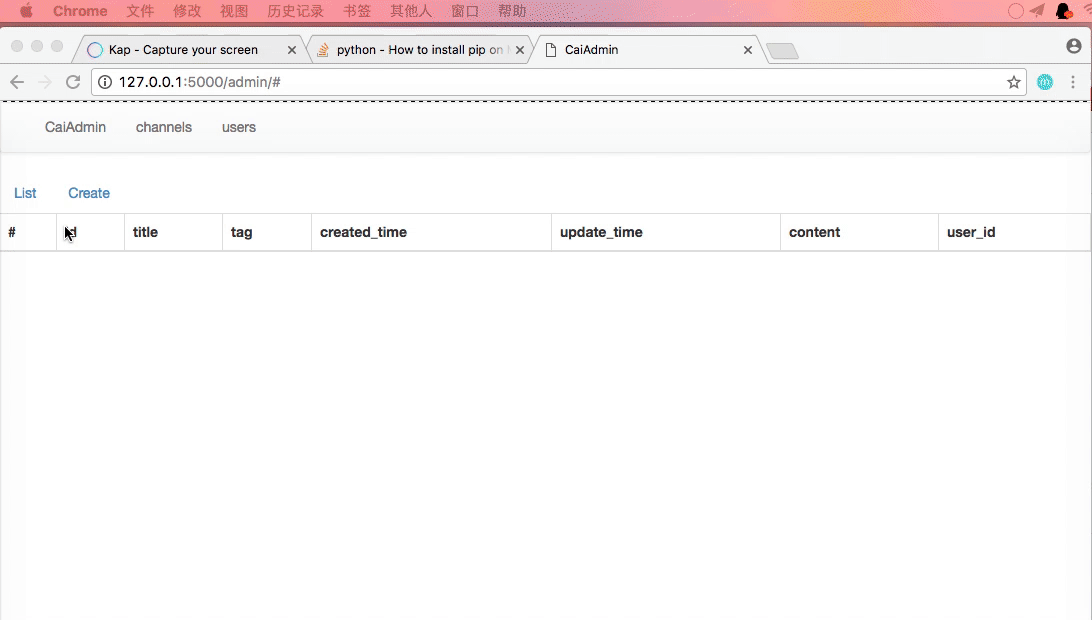 Chrome 文件 修改 视图 历史记录 书签 其他人 窗口 帮助
Kap - Capture your screen python - How to install pip on CaiAdmin
127.0.0.1:5000/admin/#
CaiAdmin channels users
List Create
# title tag created_time update_time content user_id